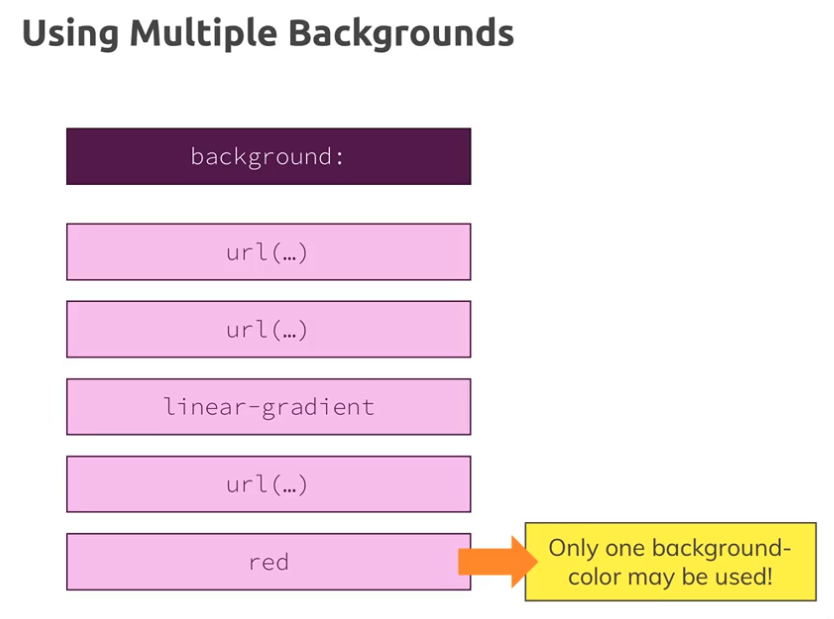 Using Multiple Backgrounds
background:
url(…)
url(…)
linear-gradient
url(…)
red
Only one background-
color may be used!